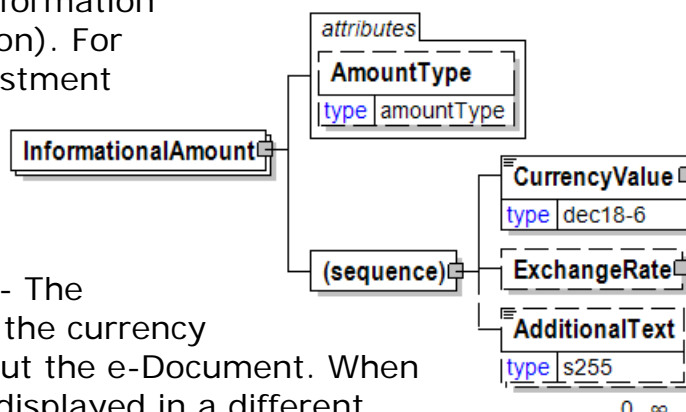 formation
on). For
stment
attributes
AmountType
type amountType
InformationalAmount
CurrencyValue
type dec18-6
(sequence)
ExchangeRate
- The
the currency
AdditionalText
ut the e-Document. When
type s255
displayed in a different
0..∞